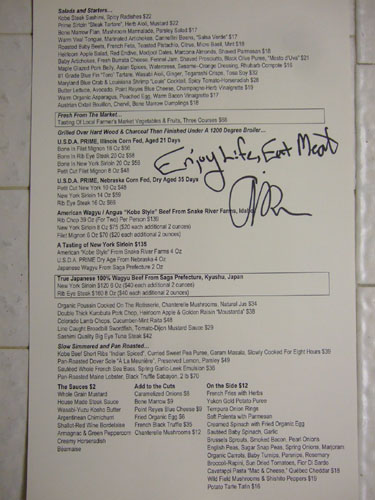 Salads and Starters...
Kobe Steak Sashimi, Spicy Radishes $22
Prime Sirloin "Steak Tartare", Herb Aioli, Mustard $22
Bone Marrow Flan, Mushroom Marmalade, Parsley Salad $17
Warm Veal Tongue, Marinated Artichokes, Cannellini Beans, "Salsa Verde" $17
Roasted Baby Beets, French Feta, Toasted Pistachio, Citrus, Micro Basil, Mint $19
Heirloom Apple Salad, Red Endive, Medjool Dates, Marcona Almonds, Shaved Parmesan $18
Baby Artichokes, Fresh Burrata Cheese, Fennel Jam, Shaved Prosciutto, Black Olive Puree, "Mosto d'Uva" $21
Maple Glazed Pork Belly, Asian Spices, Watercress, Sesame-Orange Dressing, Rhubarb Compote $18
#1 Grade Blue Fin "Toro" Tartare, Wasabi Aioli, Ginger, Togarashi Crisps, Tosa Soy $32
Maryland Blue Crab & Louisiana Shrimp "Louis" Cocktail, Spicy Tomato-Horseradish $28
Butter Lettuce, Avocado, Point Reyes Blue Cheese, Champagne-Herb Vinaigrette $19
Warm Organic Asparagus, Poached Egg, Warm Bacon Vinaigrette $17
Austrian Oxtail Bouillon, Chervil, Bone Marrow Dumplings $18
Fresh From The Market...
Tasting Of Local Farmer's Market Vegetables & Fruits, Three Courses $68
Grilled Over Hard Wood & Charcoal Than Finished Under A 1200 Degree Broiler...
U.S.D.A. PRIME, Illinois Corn Fed, Aged 21 Days
Bone In Filet Mignon 16 Oz $56
Bone In Rib Eye Steak 20 Oz $58
Bone In New York Sirloin 20 Oz $59
Petit Cut Filet Mignon 8 Oz $48
Enjoy Life, Eat Meat
U.S.D.A. PRIME, Nebraska Corn Fed, Dry Aged 35 Days
Petit Cut New York 10 Oz $48
New York Sirloin 14 Oz $59
Rib Eye Steak 16 Oz $66
American Wagyu / Angus "Kobe Style" Beef From Snake River Farms,
Rib Chop 39 Oz (For Two) Per Person $130
New York Sirloin 8 Oz $75 ($20 each additional 2 ounces)
Filet Mignon 6 Oz $70 ($20 each additional 2 ounces)
A Tasting of New York Sirloin $135
American "Kobe Style" From Snake River Farms 4 Oz
U.S.D.A. PRIME Dry Age From Nebraska 4 Oz
Japanese Wagyu From Saga Prefecture 2 Oz
True Japanese 100% Wagyu Beef From Saga Prefecture, Kyushu, Japan
New York Sirloin $120 6 Oz ($40 each additional 2 ounces)
Rib Eye Steak $160 8 Oz ($40 each additional 2 ounces)
Organic Poussin Cooked On The Rotisserie, Chanterelle Mushrooms, Natural Jus $34
Double Thick Kurobuta Pork Chop, Heirloom Apple & Golden Raisin "Moustarda" $38
Colorado Lamb Chops, Cucumber-Mint Raita $48
Line Caught Broadbill Swordfish, Tomato-Dijon Mustard Sauce $29
Sashimi Quality Big Eye Tuna Steak $42
Slow Simmered and Pan Roasted...
Kobe Beef Short Ribs "Indian Spiced", Curried Sweet Pea Puree, Garam Masala, Slowly Cooked For Eight Hours $39
Pan-Roasted Dover Sole "A La Meunière", Preserved Lemon, Parsley $49
Sautéed Whole French Sea Bass, Spring Garlic-Leek Emulsion $36
Pan-Roasted Maine Lobster, Black Truffle Sabayon, 2 lb $70
The Sauces $2
Whole Grain Mustard
House Made Steak Sauce
Wasabi-Yuzu Kosho Butter
Argentinean Chimichurri
Shallot-Red Wine Bordelaise
Armagnac & Green Peppercorn
Creamy Horseradish
Béarnaise
Add to the Cuts
Caramelized Onions $8
Bone Marrow $9
Point Reyes Blue Cheese $9
Fried Organic Egg $6
French Black Truffle $35
Chanterelle Mushrooms $12
On the Side $12
French Fries with Herbs
Yukon Gold Potato Puree
Tempura Onion Rings
Soft Polenta with Parmesan
Creamed Spinach with Fried Organic Egg
Sautéed Baby Spinach, Garlic
Brussels Sprouts, Smoked Bacon, Pearl Onions
English Peas, Sugar Snap Peas, Spring Onions, Marjoram
Organic Carrots, Baby Turnips, Parsnips, Rosemary
Broccoli-Rapini, Sun Dried Tomatoes, Fior Di Sardo
Cavatappi Pasta "Mac & Cheese", Québec Cheddar $16
Wild Field Mushrooms & Shishito Peppers $16
Potato Tarte Tatin $16